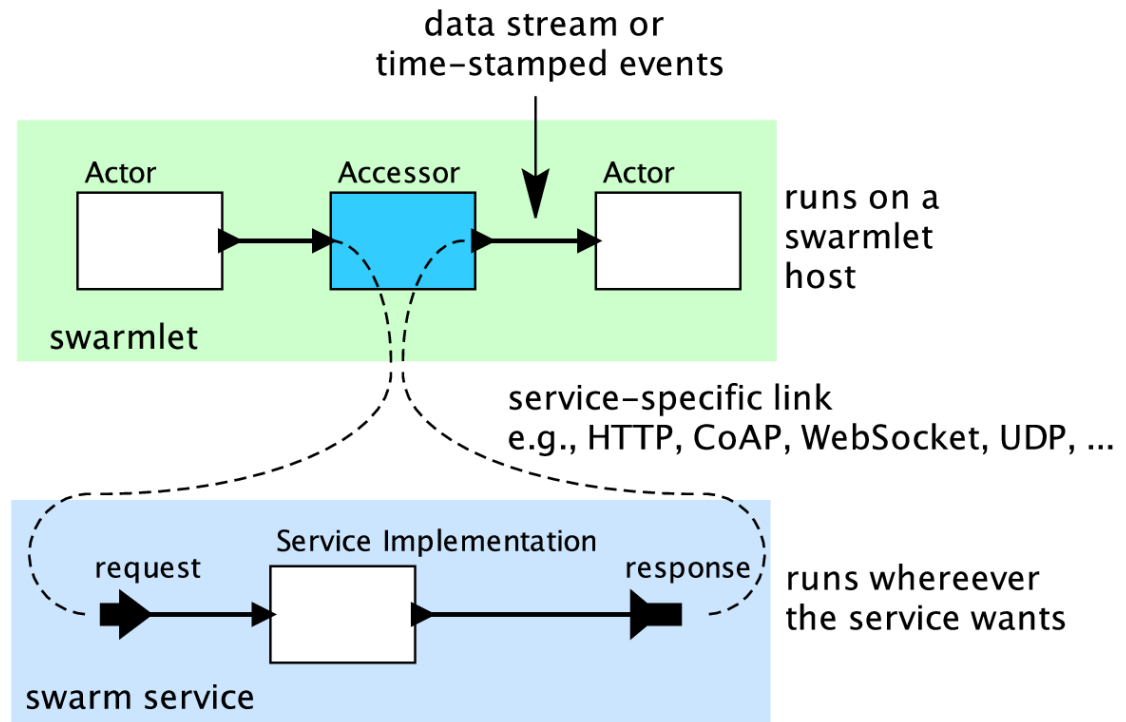 data stream or
time-stamped events
Actor
Accessor
Actor
runs on a
swarmlet
host
swarmlet
service-specific link
e.g., HTTP, CoAP, WebSocket, UDP, ...
Service Implementation
request
response
runs whereever
the service wants
swarm service